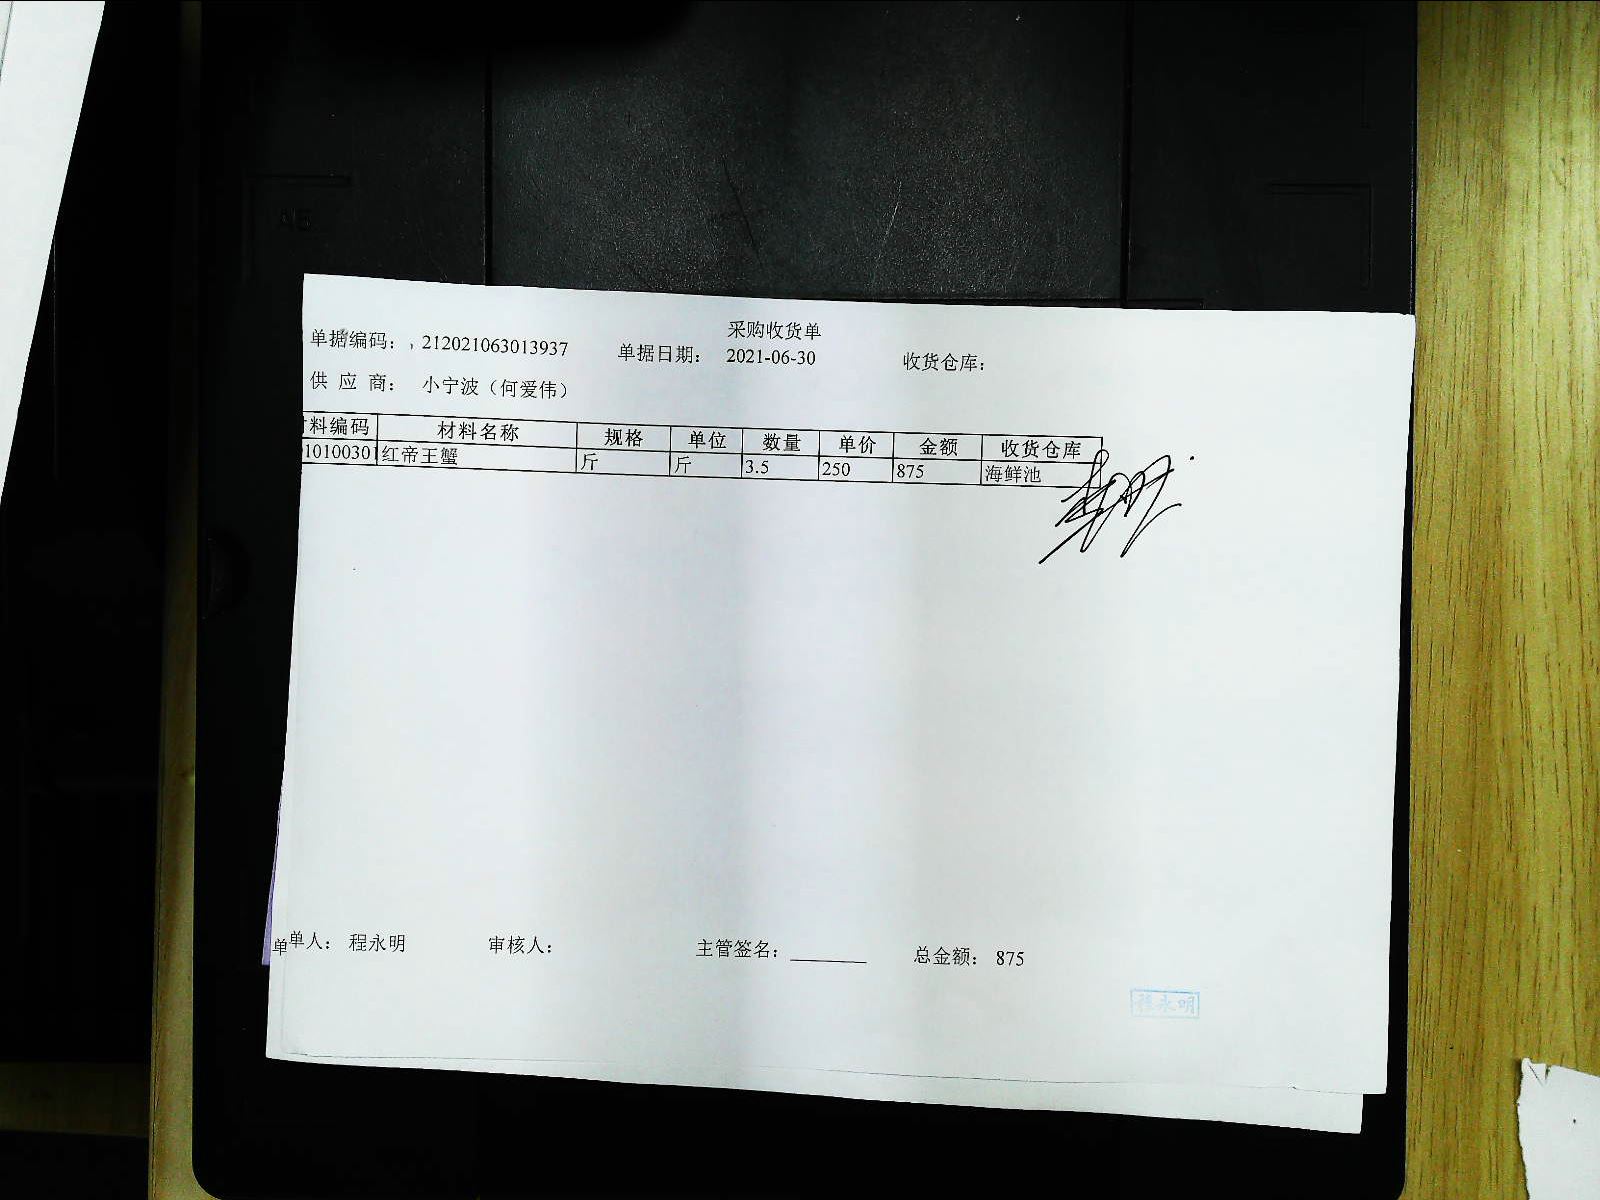 采购收货单
单据编码： 212021063013937 单据日期： 2021-06-30 收货仓库：
供 应 商： 小宁波（何爱伟）
料编码 材料名称 规格 单位 数量 单价 金额 收货仓库
1010030 红帝王蟹 斤 斤 3.5 250 875 海鲜池
单单人： 程永明 审核人： 主管签名： 总金额： 875
程永明